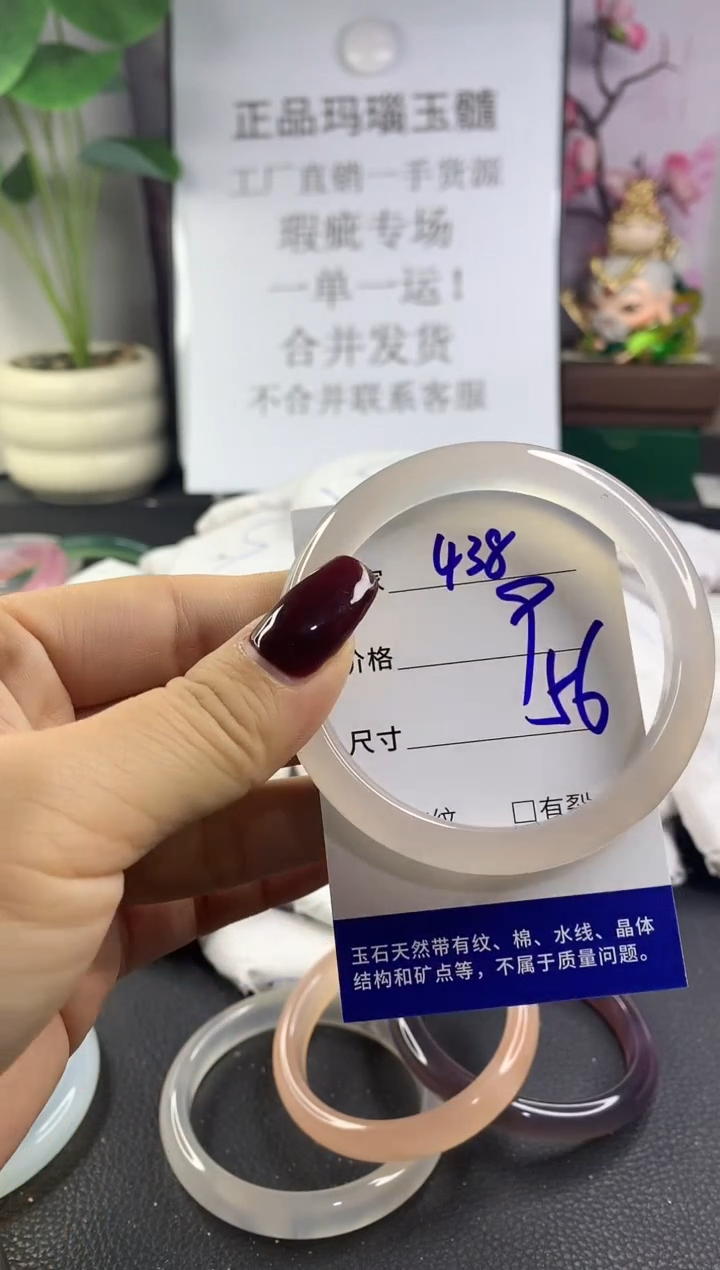 正品玛瑙玉髓
工厂直销一手货源
瑕疵专场
一单一运！
合并发货
不合并联系客服
家 438
价格
尺寸 56
纹 □有裂
玉石天然带有纹、棉、水线、晶体
结构和矿点等，不属于质量问题。